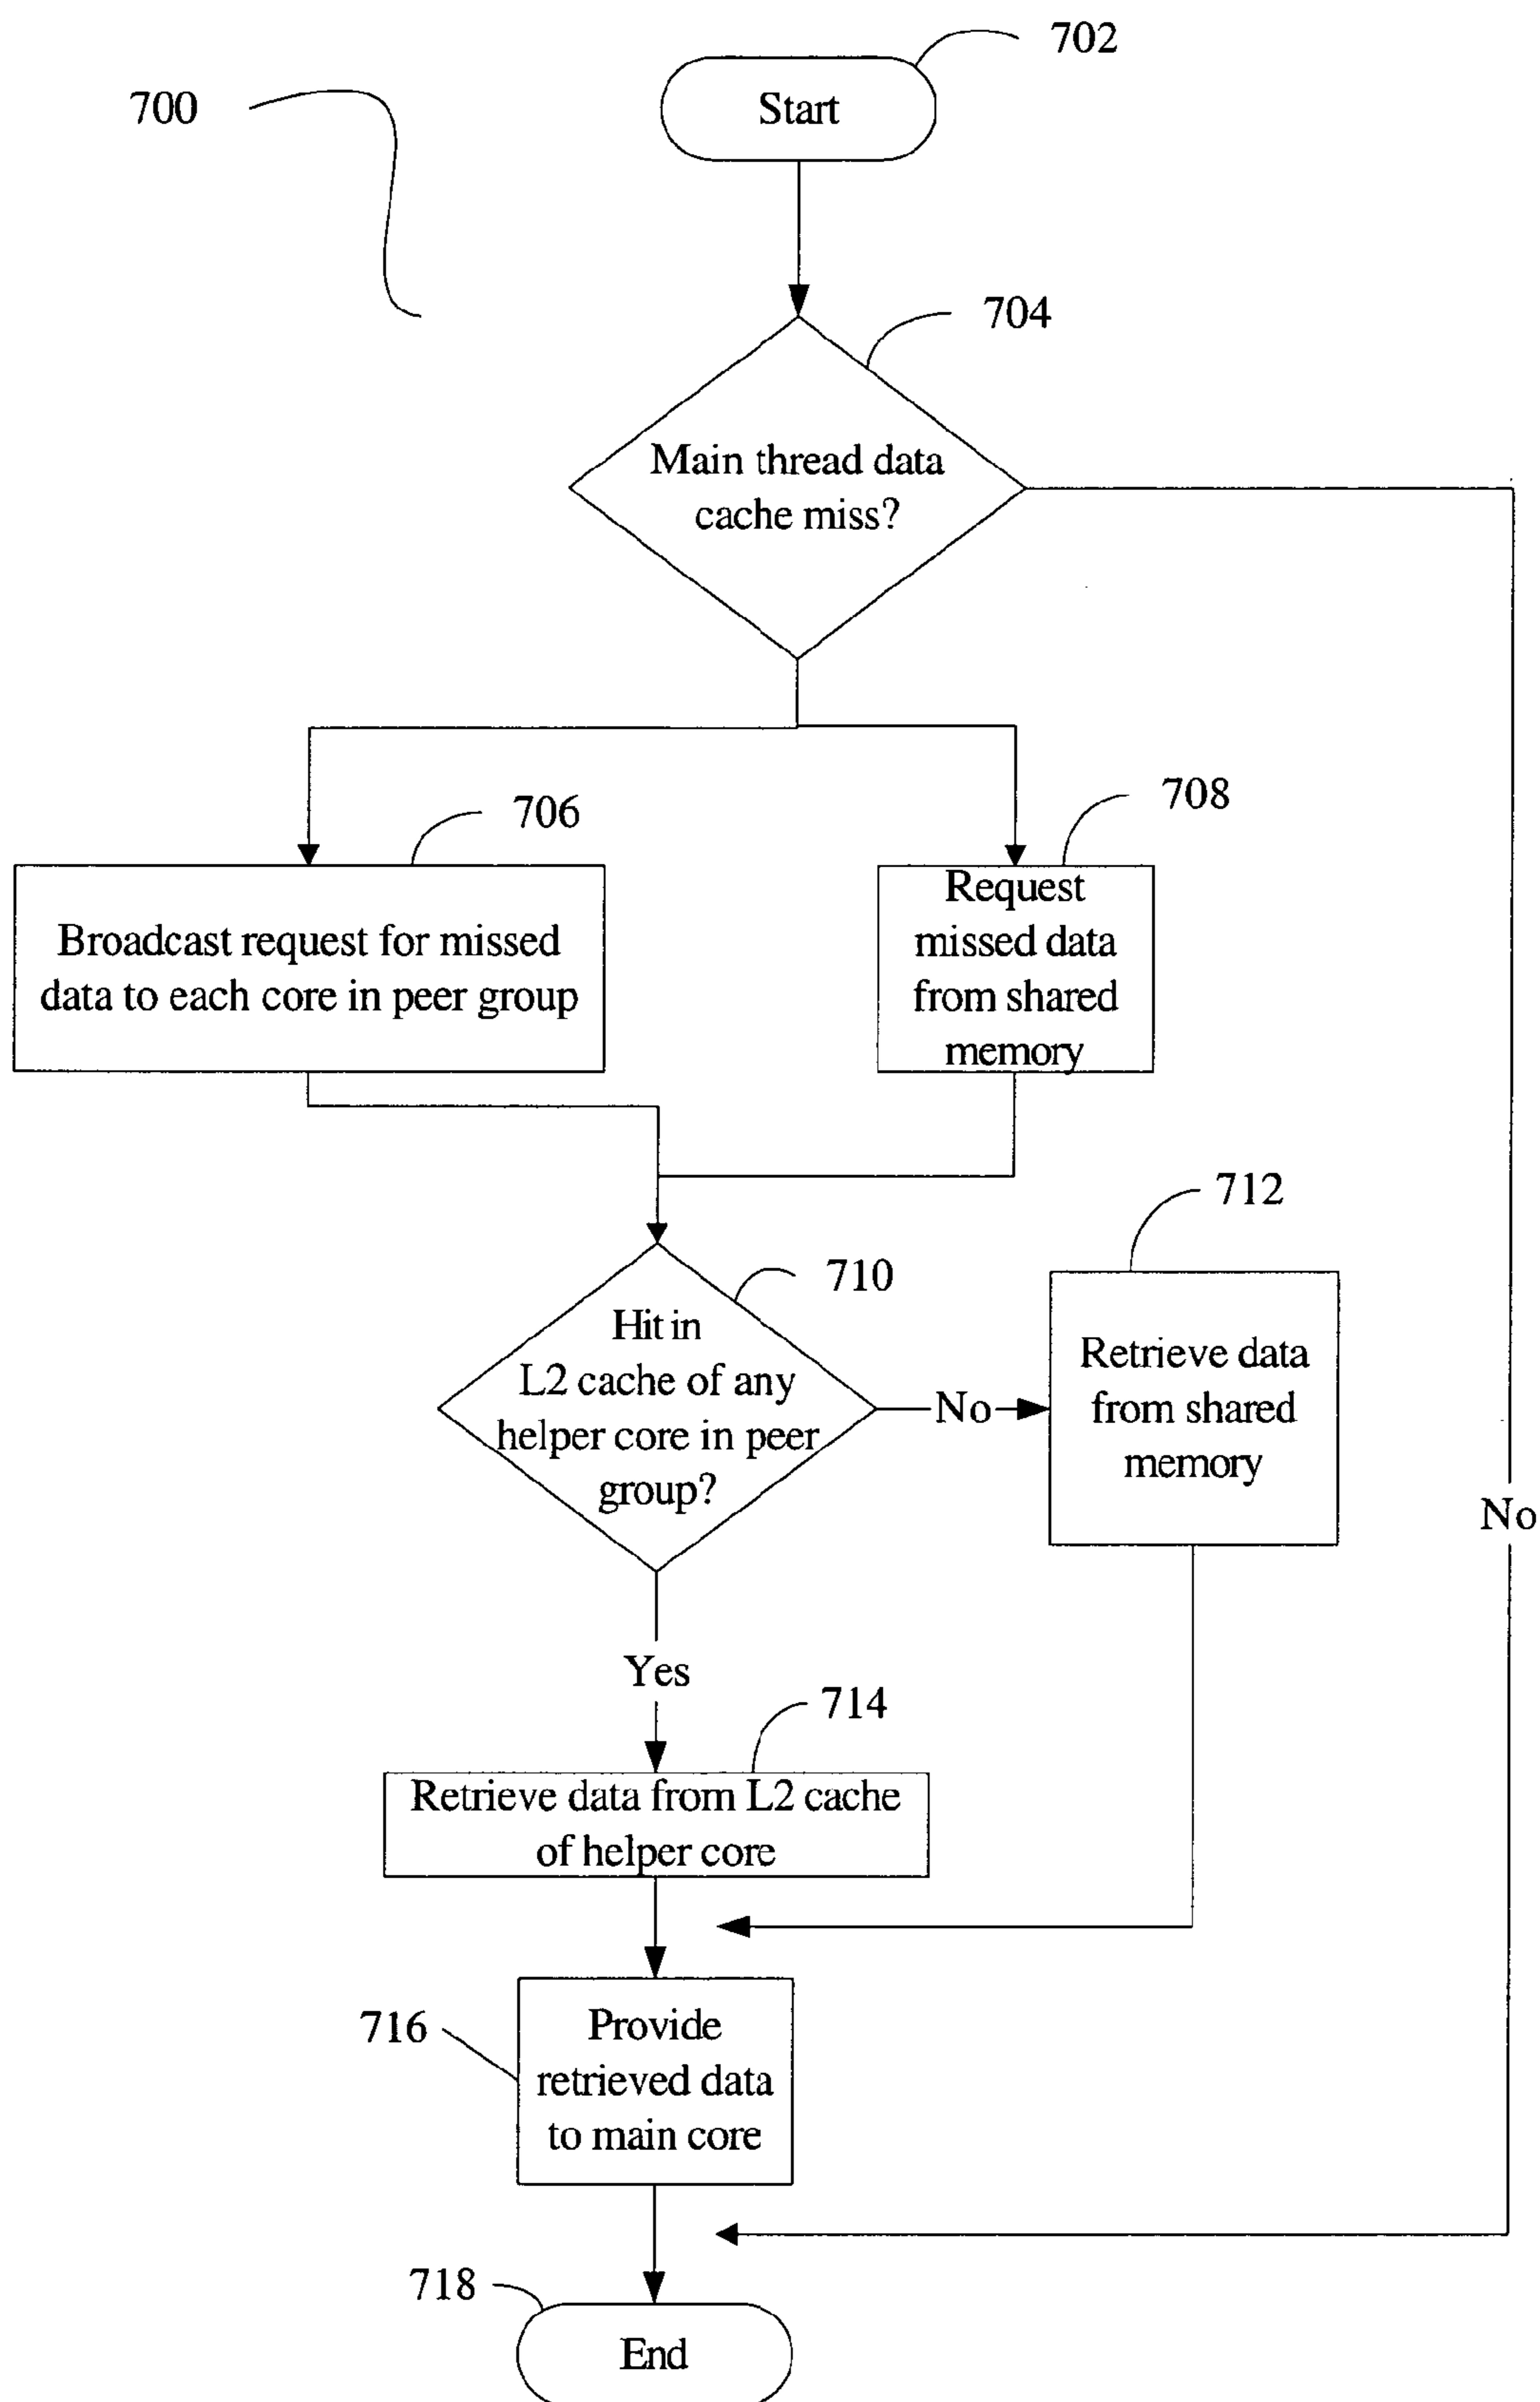 702
Start
700
704
Main thread data
cache miss?
706
708
Broadcast request for missed
data to each core in peer group
Request
missed data
from shared
memory
712
710
Hit in
L2 cache of any
helper core in peer
group?
No
Retrieve data
from shared
memory
No
Yes
714
Retrieve data from L2 cache
of helper core
716
Provide
retrieved data
to main core
718
End